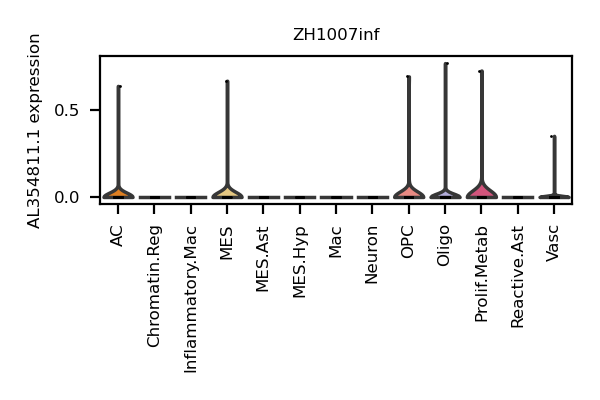 ZH1007inf
AL354811.1 expression
0.5
0.0
AC
Chromatin.Reg
Inflammatory.Mac
MES
MES.Ast
MES.Hyp
Mac
Neuron
OPC
Oligo
Prolif.Metab
Reactive.Ast
Vasc